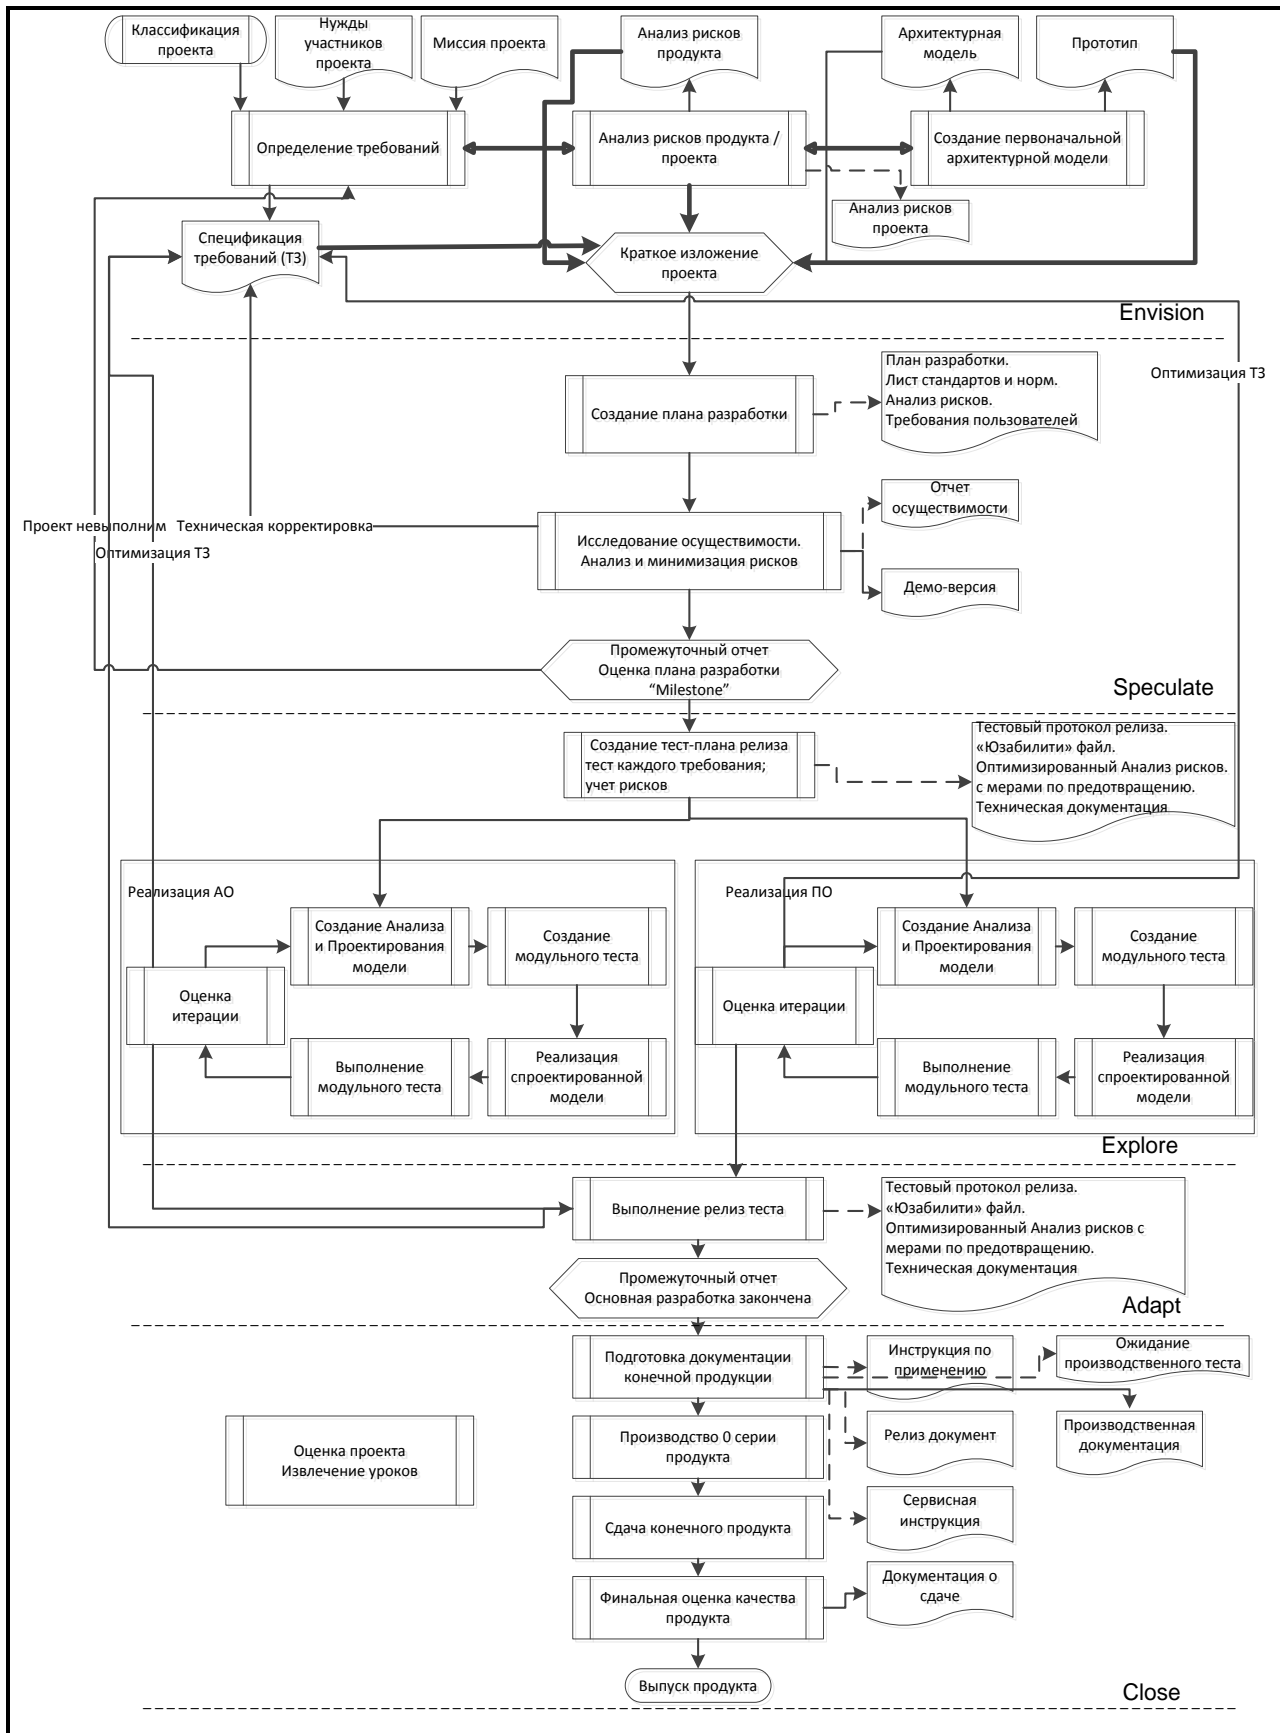 Классификация
проекта
Нужды
участников
проекта
Миссия проекта
Анализ рисков
продукта
Архитектурная
модель
Прототип
Определение требований
Анализ рисков продукта /
проекта
Создание первоначальной
архитектурной модели
Анализ рисков
проекта
Спецификация
требований (ТЗ)
Краткое изложение
проекта
Envision
Оптимизация ТЗ
План разработки.
Лист стандартов и норм.
Анализ рисков.
Требования пользователей
Создание плана разработки
Отчет
осуществимости
Проект невыполним
Техническая корректировка
Оптимизация ТЗ
Исследование осуществимости.
Анализ и минимизация рисков
Демо-версия
Промежуточный отчет
Оценка плана разработки
“Milestone”
Speculate
Создание тест-плана релиза
тест каждого требования;
учет рисков
Тестовый протокол релиза.
«Юзабилити» файл.
Оптимизированный Анализ рисков.
с мерами по предотвращению.
Техническая документация
Реализация АО
Создание Анализа
и Проектирования
модели
Создание
модульного теста
Оценка
итерации
Выполнение
модульного теста
Реализация
спроектированной
модели
Реализация ПО
Создание Анализа
и Проектирования
модели
Создание
модульного теста
Оценка итерации
Выполнение
модульного теста
Реализация
спроектированной
модели
Explore
Выполнение релиз теста
Тестовый протокол релиза.
«Юзабилити» файл.
Оптимизированный Анализ рисков с
мерами по предотвращению.
Техническая документация
Промежуточный отчет
Основная разработка закончена
Adapt
Подготовка документации
конечной продукции
Инструкция по
применению
Ожидание
производственного теста
Оценка проекта
Извлечение уроков
Производство 0 серии
продукта
Релиз документ
Производственная
документация
Сдача конечного продукта
Сервисная
инструкция
Финальная оценка качества
продукта
Документация о
сдаче
Выпуск продукта
Close